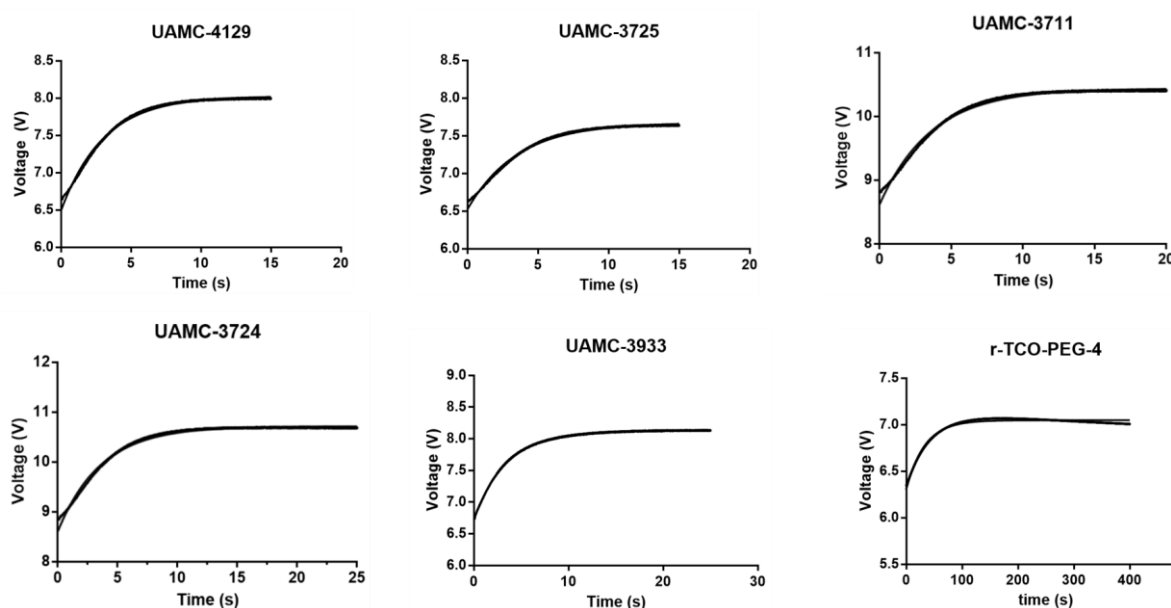 UAMC-4129
8.5
8.0
7.5
7.0
6.5
6.0
Voltage (V)
0 5 10 15 20
Time (s)
UAMC-3725
8.5
8.0
7.5
7.0
6.5
6.0
Voltage (V)
0 5 10 15 20
Time (s)
UAMC-3711
11
10
9
8
Voltage (V)
0 5 10 15 20
Time (s)
UAMC-3724
12
11
10
9
8
Voltage (V)
0 5 10 15 20 25
Time (s)
UAMC-3933
9.0
8.5
8.0
7.5
7.0
6.5
6.0
Voltage (V)
0 10 20 30
Time (s)
r-TCO-PEG-4
7.5
7.0
6.5
6.0
5.5
Voltage (V)
0 100 200 300 400
time (s)